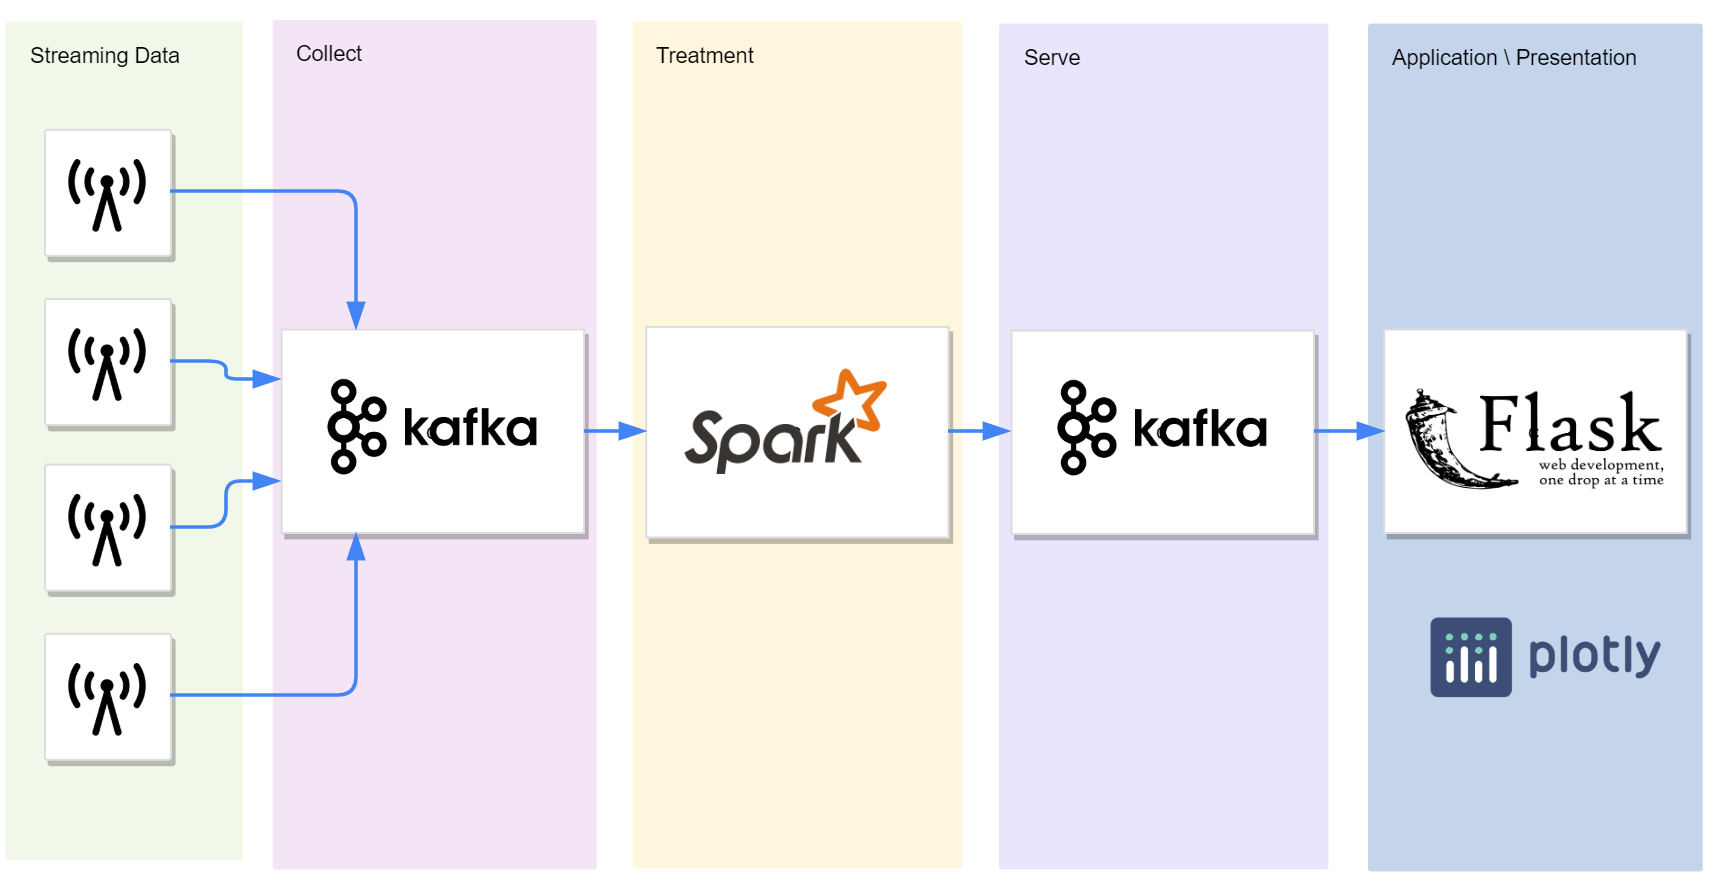 Streaming Data
Collect
Treatment
Serve
Application \ Presentation
kafka
Spark
kafka
Flask
web development,
one drop at a time
plotly